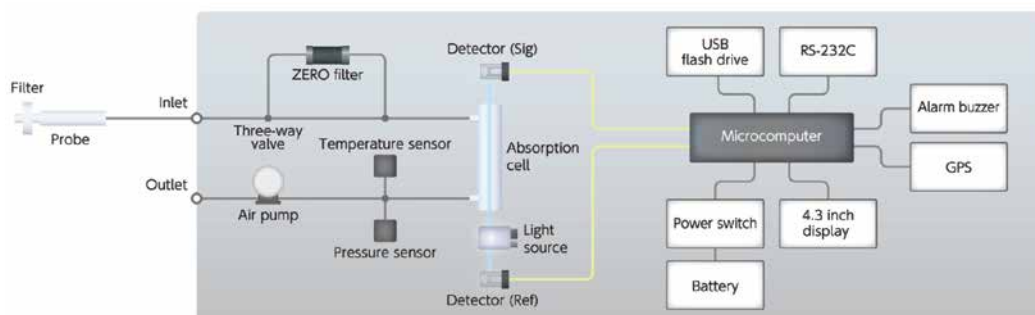 Filter
Probe
Inlet
Outlet
ZERO filter
Three-way
valve
Temperature sensor
Air pump
Pressure sensor
Detector (Sig)
Absorption
cell
Light
source
Detector (Ref)
USB
flash drive
RS-232C
Microcomputer
Alarm buzzer
GPS
Power switch
4.3 inch
display
Battery